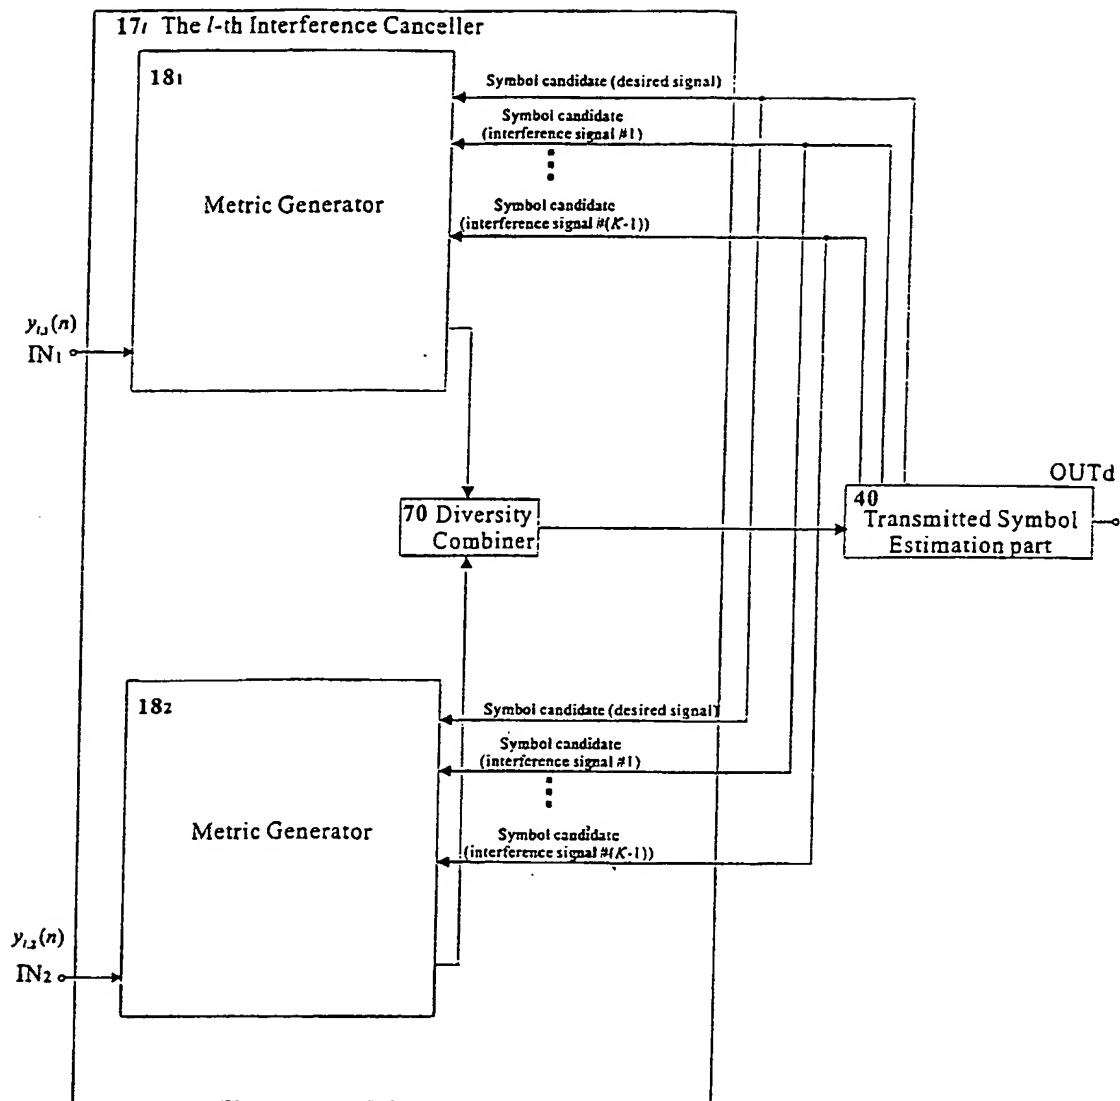 17l The l-th Interference Canceller
181
Symbol candidate (desired signal)
Symbol candidate
(interference signal #1)
Metric Generator
Symbol candidate
(interference signal #(K-1))
yl,1(n)
IN1
OUTd
70 Diversity
Combiner
40
Transmitted Symbol
Estimation part
182
Symbol candidate (desired signal)
Symbol candidate
(interference signal #1)
Metric Generator
Symbol candidate
(interference signal #(K-1))
yl,2(n)
IN2